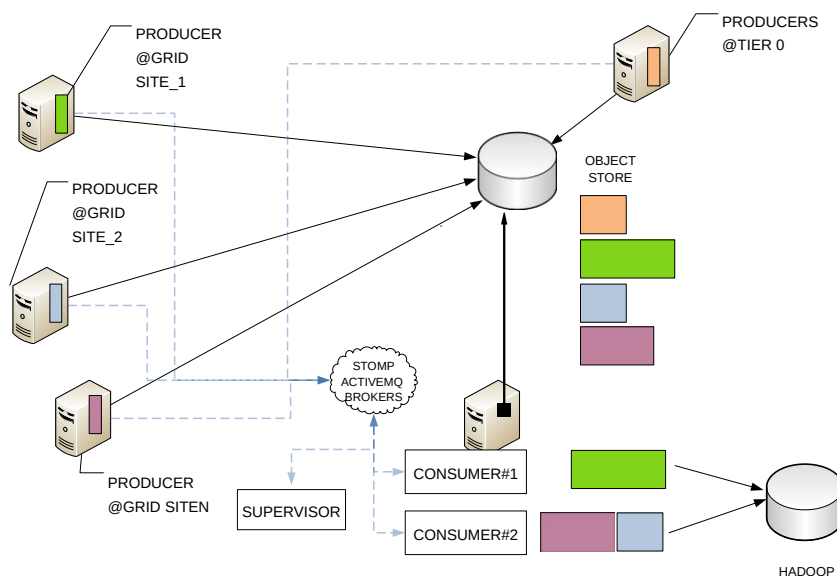 PRODUCER
@GRID
SITE_1
PRODUCERS
@TIER 0
PRODUCER
@GRID
SITE_2
OBJECT
STORE
STOMP
ACTIVEMQ
BROKERS
PRODUCER
@GRID SITEN
SUPERVISOR
CONSUMER#1
CONSUMER#2
HADOOP